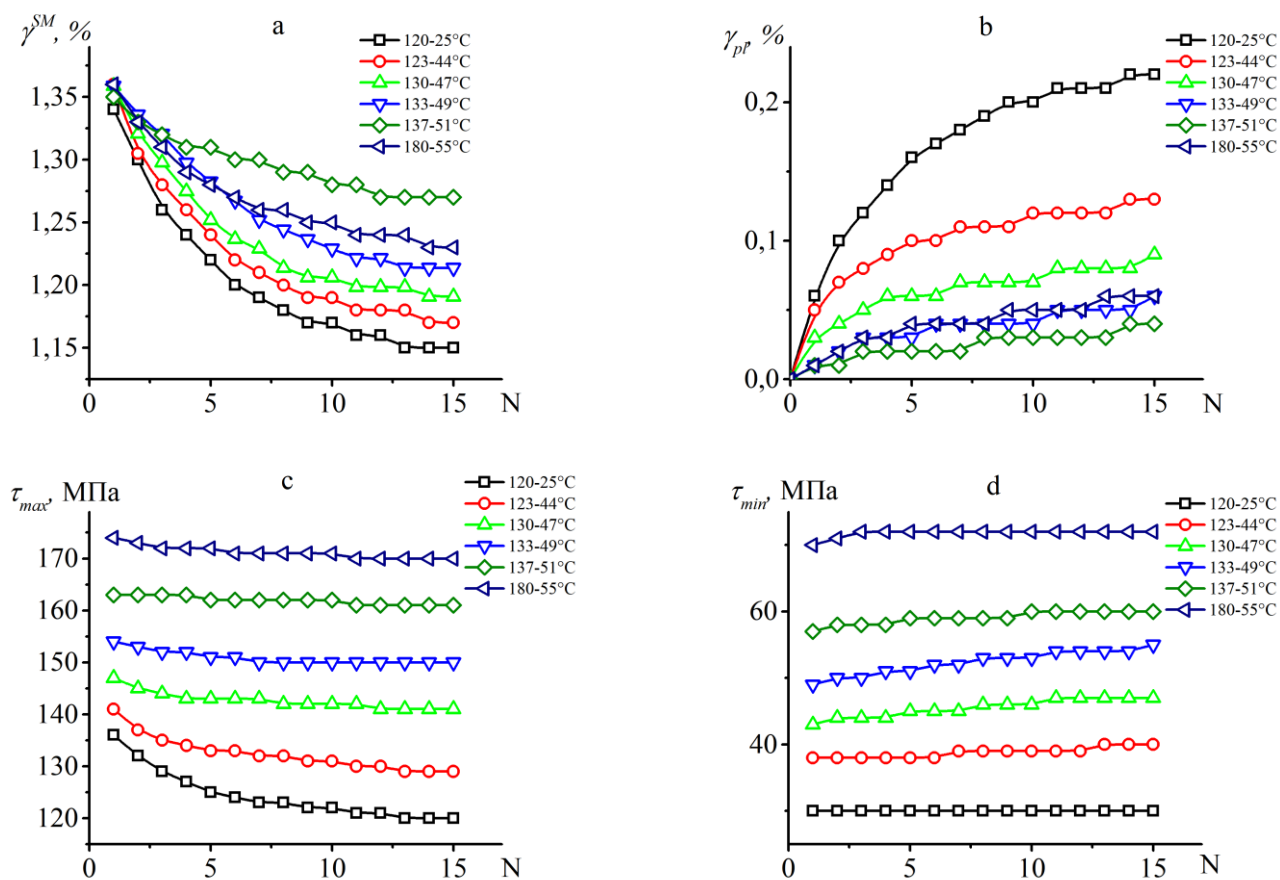 γSM, %
a
120-25°C
123-44°C
130-47°C
133-49°C
137-51°C
180-55°C
1,35
1,30
1,25
1,20
1,15
0
5
10
15
N
γpl, %
b
120-25°C
123-44°C
130-47°C
133-49°C
137-51°C
180-55°C
0,2
0,1
0,0
0
5
10
15
N
τmax, МПа
c
120-25°C
123-44°C
130-47°C
133-49°C
137-51°C
180-55°C
170
160
150
140
130
120
0
5
10
15
N
τmin, МПа
d
120-25°C
123-44°C
130-47°C
133-49°C
137-51°C
180-55°C
60
40
0
5
10
15
N